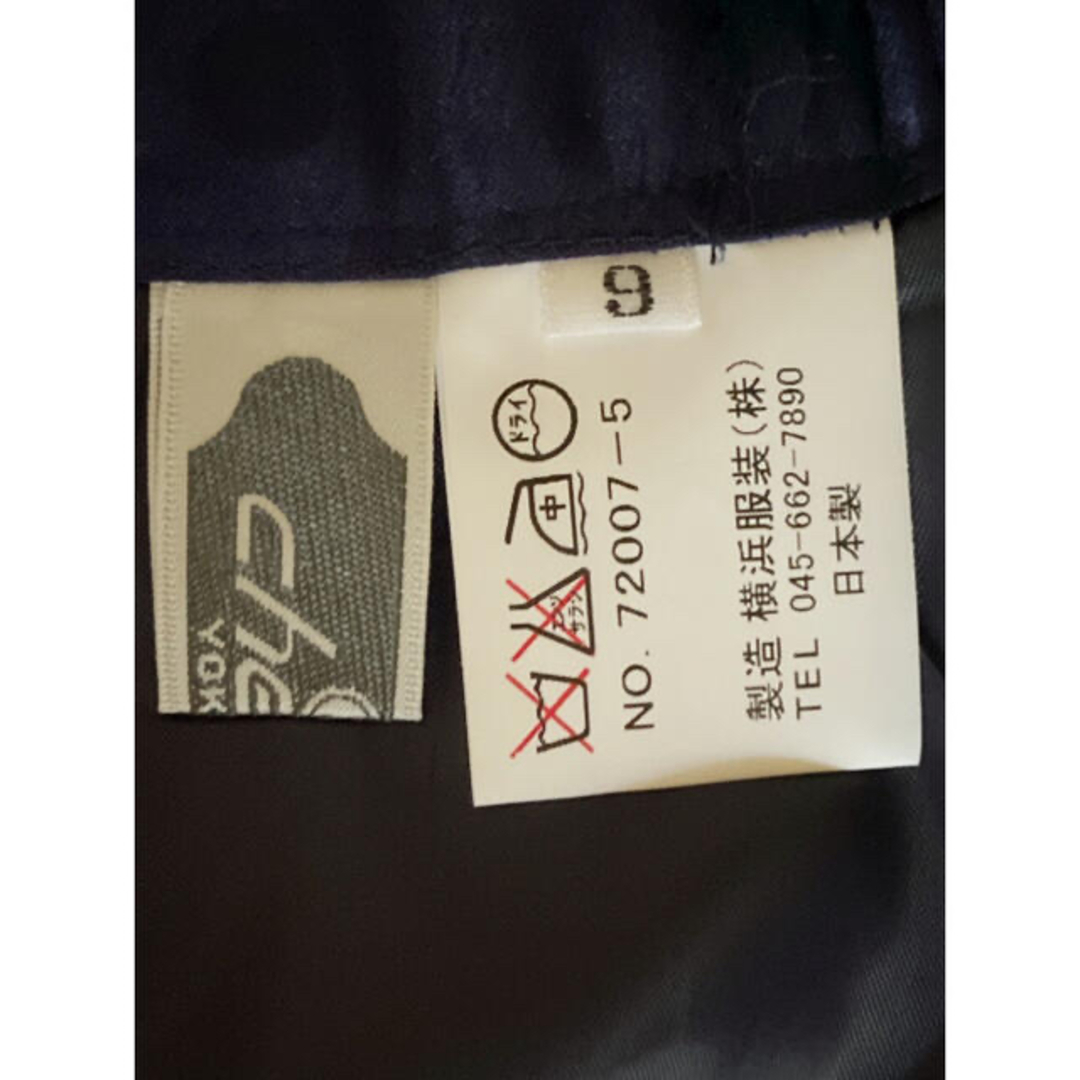 9
エンソ
サラシ
中
ドライ
NO. 72007-5
製造 横浜服装(株)
TEL 045-662-7890
日本製
YOK